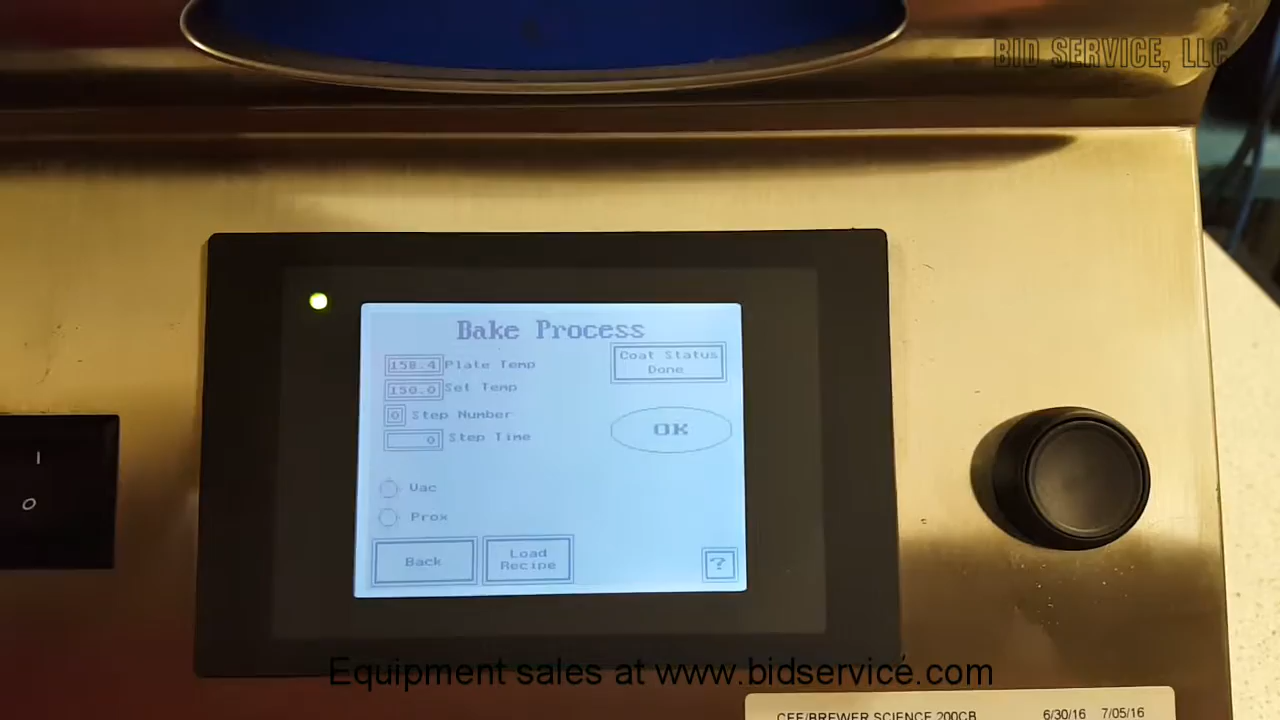 BID SERVICE, LLC
Bake Process
158.4 Plate Temp
Coat Status
Done
150.0 Set Temp
0 Step Number
OK
0 Step Time
Vac
Prox
Back
Load
Recipe
?
I
O
Equipment sales at www.bidservice.com
CEE/BREWER SCIENCE 200CB 6/30/16 7/05/16